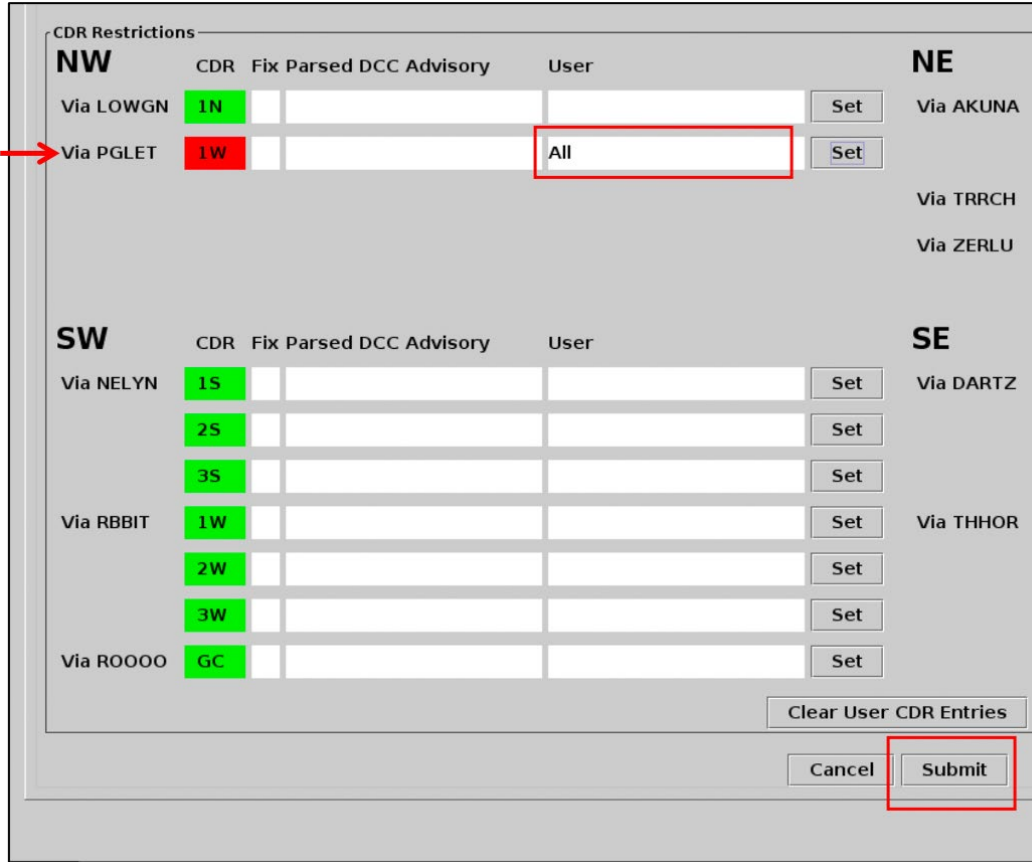 CDR Restrictions
NW CDR Fix Parsed DCC Advisory User NE
Via LOWGN 1N Set Via AKUNA
Via PGLET 1W All Set
Via TRRCH
Via ZERLU
SW CDR Fix Parsed DCC Advisory User SE
Via NELYN 1S Set Via DARTZ
2S Set
3S Set
Via RBBIT 1W Set Via THHOR
2W Set
3W Set
Via ROOOO GC Set
Clear User CDR Entries
Cancel Submit